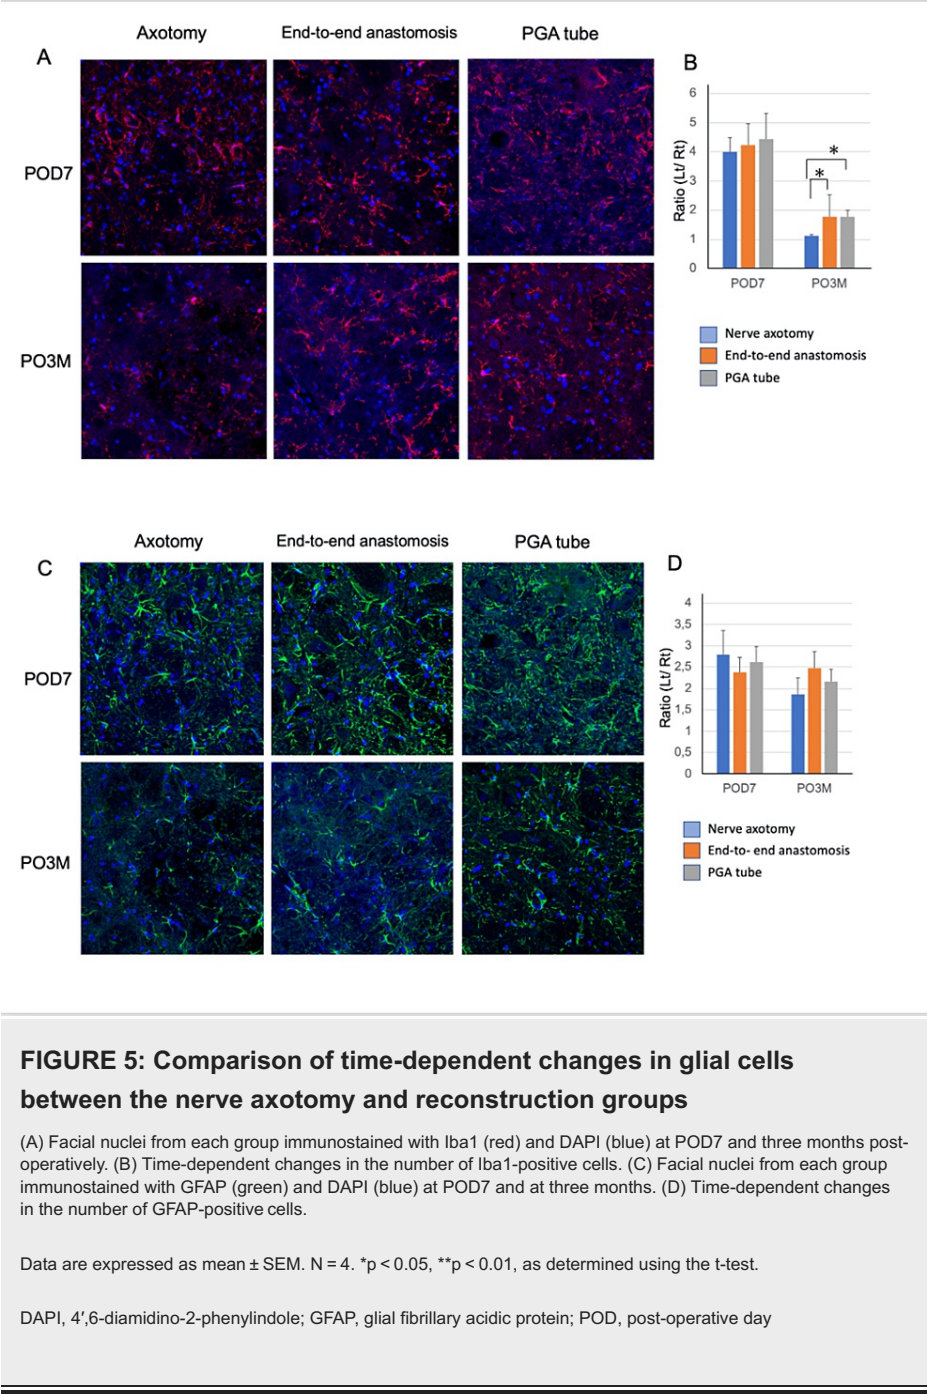 A
Axotomy
End-to-end anastomosis
PGA tube
POD7
PO3M
B
Ratio (Lt/ Rt)
6
5
4
3
2
1
0
*
*
POD7
PO3M
Nerve axotomy
End-to-end anastomosis
PGA tube
C
Axotomy
End-to-end anastomosis
PGA tube
POD7
PO3M
D
Ratio (Lt/ Rt)
4
3,5
3
2,5
2
1,5
1
0,5
0
POD7
PO3M
Nerve axotomy
End-to- end anastomosis
PGA tube
FIGURE 5: Comparison of time-dependent changes in glial cells
between the nerve axotomy and reconstruction groups
(A) Facial nuclei from each group immunostained with Iba1 (red) and DAPI (blue) at POD7 and three months post-
operatively. (B) Time-dependent changes in the number of Iba1-positive cells. (C) Facial nuclei from each group
immunostained with GFAP (green) and DAPI (blue) at POD7 and at three months. (D) Time-dependent changes
in the number of GFAP-positive cells.
Data are expressed as mean ± SEM. N = 4. *p < 0.05, **p < 0.01, as determined using the t-test.
DAPI, 4′,6-diamidino-2-phenylindole; GFAP, glial fibrillary acidic protein; POD, post-operative day